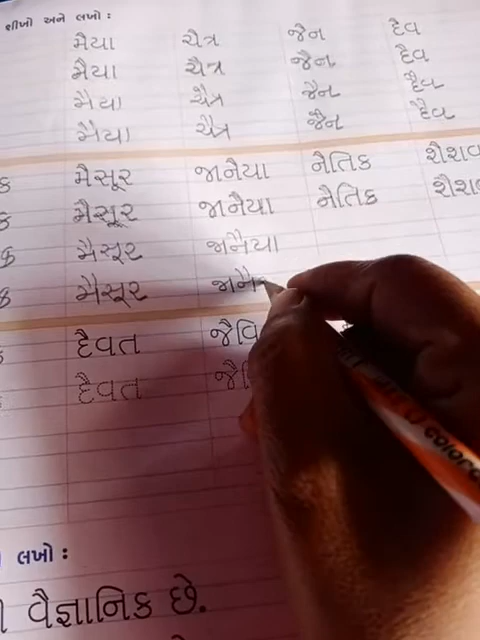 શીખો અને લખો :
મૈયા ચૈત્ર જૈન દૈવ
મૈયા ચૈત્ર જૈન દૈવ
મૈયા ચૈત્ર જૈન દૈવ
મૈયા ચૈત્ર જૈન દૈવ
મૈસૂર જાનૈયા નૈતિક
મૈસૂર જાનૈયા નૈતિક
મૈસૂર જાનૈયા
મૈસૂર
દૈવત
દૈવત
લખો :
વૈજ્ઞાનિક છે.